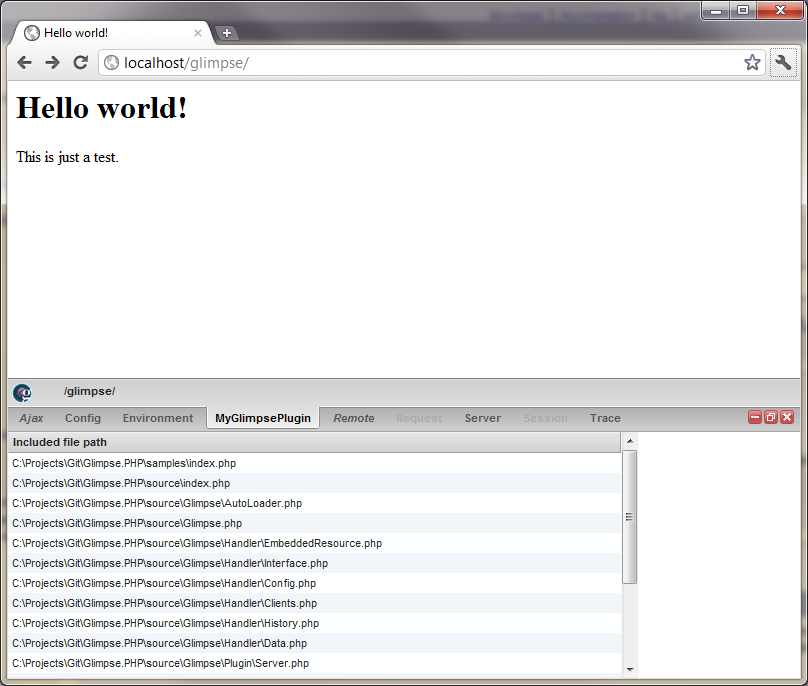 Hello world!
localhost/glimpse/
Hello world!
This is just a test.
/glimpse/
Ajax Config Environment MyGlimpsePlugin Remote Request Server Session Trace
Included file path
C:\Projects\Git\Glimpse.PHP\samples\index.php
C:\Projects\Git\Glimpse.PHP\source\index.php
C:\Projects\Git\Glimpse.PHP\source\Glimpse\AutoLoader.php
C:\Projects\Git\Glimpse.PHP\source\Glimpse.php
C:\Projects\Git\Glimpse.PHP\source\Glimpse\Handler\EmbeddedResource.php
C:\Projects\Git\Glimpse.PHP\source\Glimpse\Handler\Interface.php
C:\Projects\Git\Glimpse.PHP\source\Glimpse\Handler\Config.php
C:\Projects\Git\Glimpse.PHP\source\Glimpse\Handler\Clients.php
C:\Projects\Git\Glimpse.PHP\source\Glimpse\Handler\History.php
C:\Projects\Git\Glimpse.PHP\source\Glimpse\Handler\Data.php
C:\Projects\Git\Glimpse.PHP\source\Glimpse\Plugin\Server.php